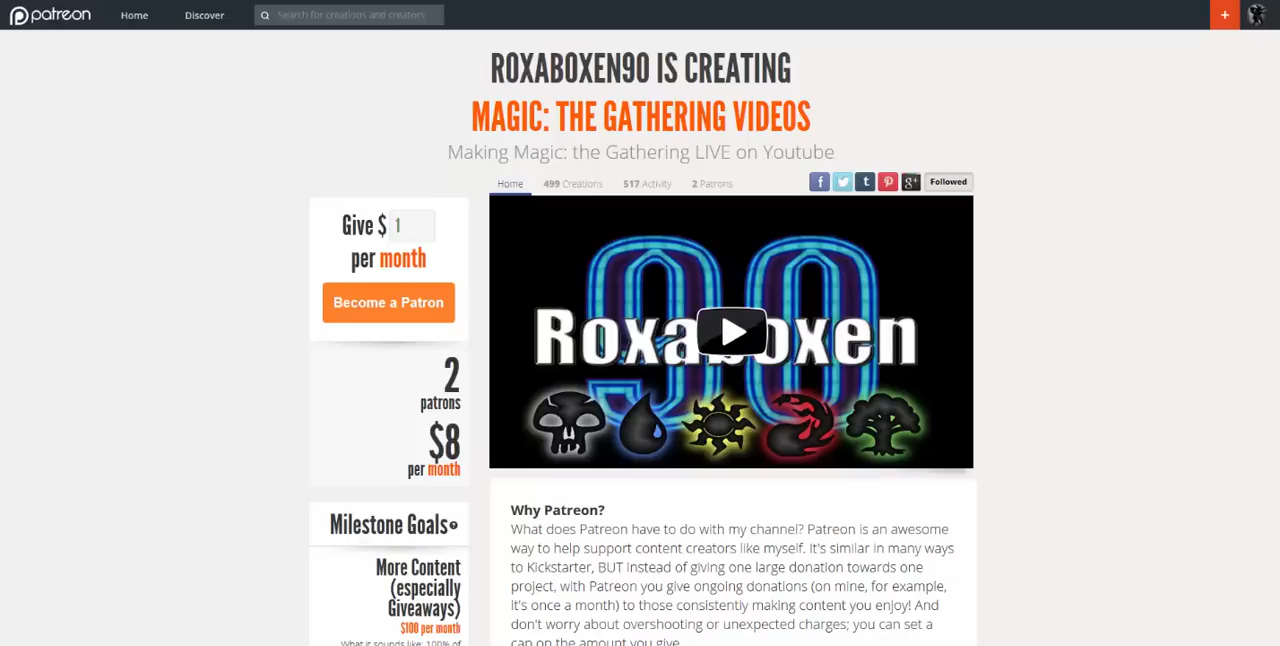 patreon
Home
Discover
Search for creations and creators
+
ROXABOXEN90 IS CREATING
MAGIC: THE GATHERING VIDEOS
Making Magic: the Gathering LIVE on Youtube
Home
499 Creations
517 Activity
2 Patrons
f
t
g+
Followed
Give $ 1
per month
Become a Patron
2
patrons
$8
per month
Milestone Goals?
More Content
(especially
Giveaways)
$100 per month
What it sounds like: 100% of
90
Roxaboxen
Why Patreon?
What does Patreon have to do with my channel? Patreon is an awesome
way to help support content creators like myself. It's similar in many ways
to Kickstarter, BUT instead of giving one large donation towards one
project, with Patreon you give ongoing donations (on mine, for example,
it's once a month) to those consistently making content you enjoy! And
don't worry about overshooting or unexpected charges; you can set a
cap on the amount you give.